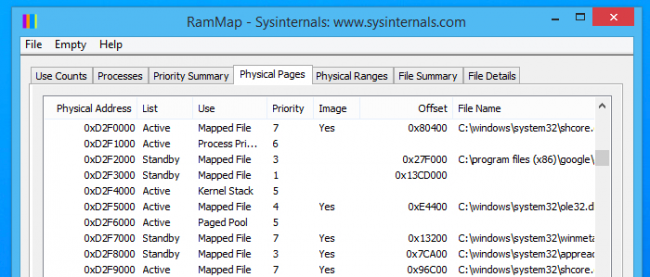 RamMap - Sysinternals: www.sysinternals.com
File Empty Help
Use Counts Processes Priority Summary Physical Pages Physical Ranges File Summary File Details
Physical Address List Use Priority Image Offset File Name
0xD2F0000 Active Mapped File 7 Yes 0x80400 C:\windows\system32\shcore.
0xD2F1000 Active Process Pri... 6
0xD2F2000 Standby Mapped File 3 0x27F000 C:\program files (x86)\google\
0xD2F3000 Standby Mapped File 1 0x13CD000
0xD2F4000 Active Kernel Stack 5
0xD2F5000 Active Mapped File 4 Yes 0xE4400 C:\windows\system32\ole32.d
0xD2F6000 Active Paged Pool 5
0xD2F7000 Standby Mapped File 7 Yes 0x13200 C:\windows\system32\winmeta
0xD2F8000 Standby Mapped File 3 Yes 0x7CA00 C:\windows\system32\appread
0xD2F9000 Active Mapped File 7 Yes 0x96C00 C:\windows\system32\shcore.